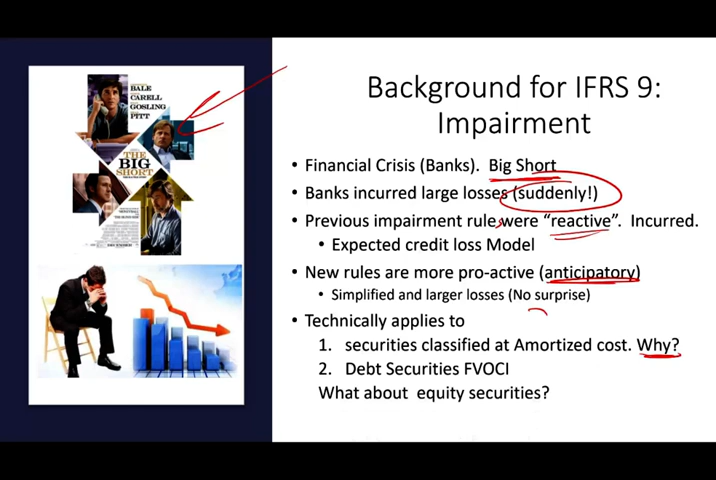 BALE
CARELL
GOSLING
PITT
THE
BIG
SHORT
Background for IFRS 9:
Impairment
• Financial Crisis (Banks). Big Short
• Banks incurred large losses (suddenly!)
• Previous impairment rule were “reactive”. Incurred.
• Expected credit loss Model
• New rules are more pro-active (anticipatory)
• Simplified and larger losses (No surprise)
• Technically applies to
1. securities classified at Amortized cost. Why?
2. Debt Securities FVOCI
What about equity securities?